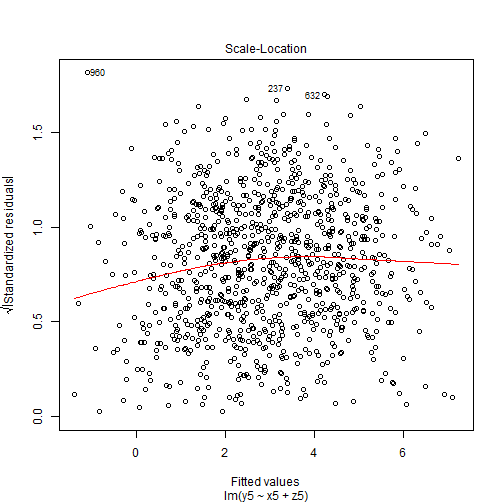 Scale-Location
960
237
632
√|Standardized residuals|
0.0
0.5
1.0
1.5
0
2
4
6
Fitted values
lm(y5 ~ x5 + z5)